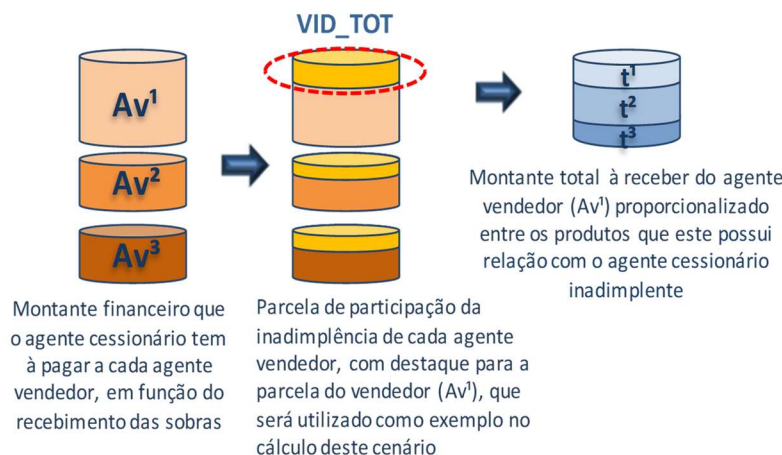 VID_TOT
Av¹
Av²
Av³
t¹
t²
t³
Montante financeiro que
o agente cessionário tem
à pagar a cada agente
vendedor, em função do
recebimento das sobras
Parcela de participação da
inadimplência de cada agente
vendedor, com destaque para a
parcela do vendedor (Av¹), que
será utilizado como exemplo no
cálculo deste cenário
Montante total à receber do agente
vendedor (Av¹) proporcionalizado
entre os produtos que este possui
relação com o agente cessionário
inadimplente